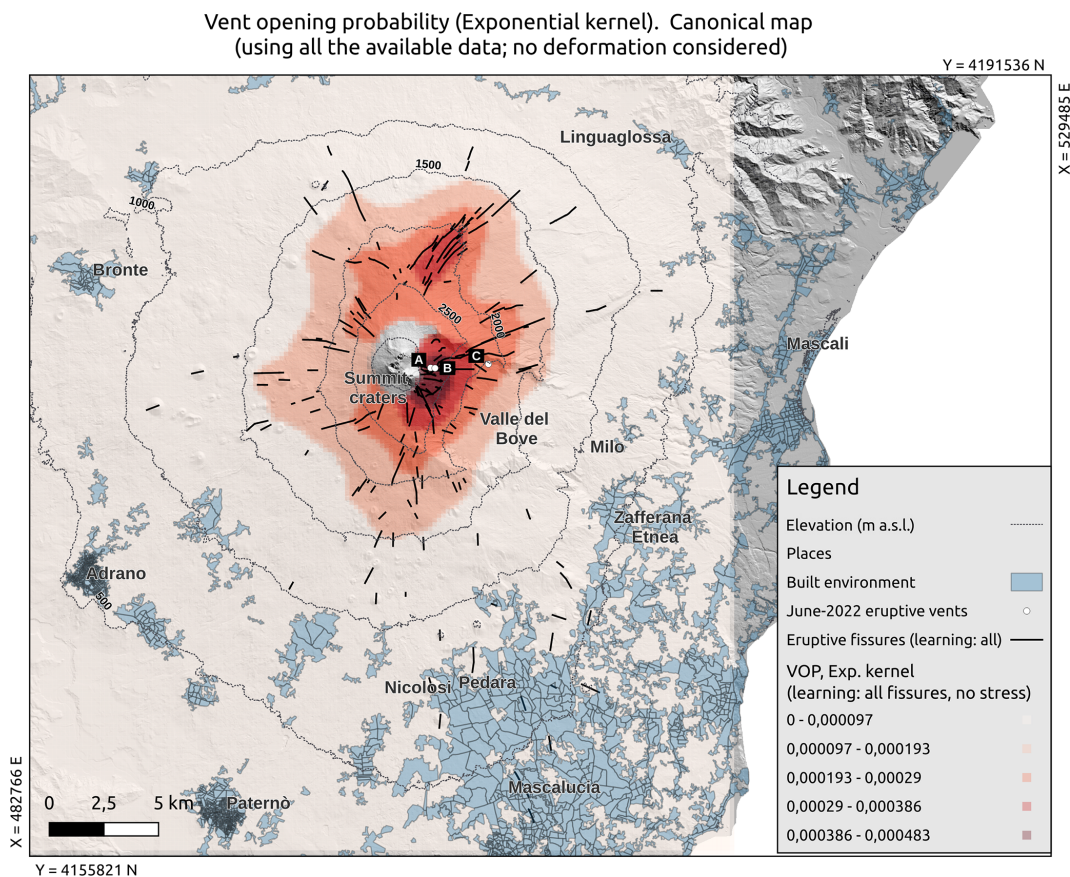 Vent opening probability (Exponential kernel). Canonical map
(using all the available data; no deformation considered)
Y = 4191536 N
X = 529485 E
Linguaglossa
1500
1000
Bronte
2500
2000
Mascali
A
B
C
Summit
craters
Valle del
Bove
Milo
Zafferana
Etnea
Adrano
500
Nicolosi
Pedara
Mascalucia
Paternò
0 2,5 5 km
X = 482766 E
Y = 4155821 N
Legend
Elevation (m a.s.l.)
Places
Built environment
June-2022 eruptive vents
Eruptive fissures (learning: all)
VOP, Exp. kernel
(learning: all fissures, no stress)
0 - 0,000097
0,000097 - 0,000193
0,000193 - 0,00029
0,00029 - 0,000386
0,000386 - 0,000483